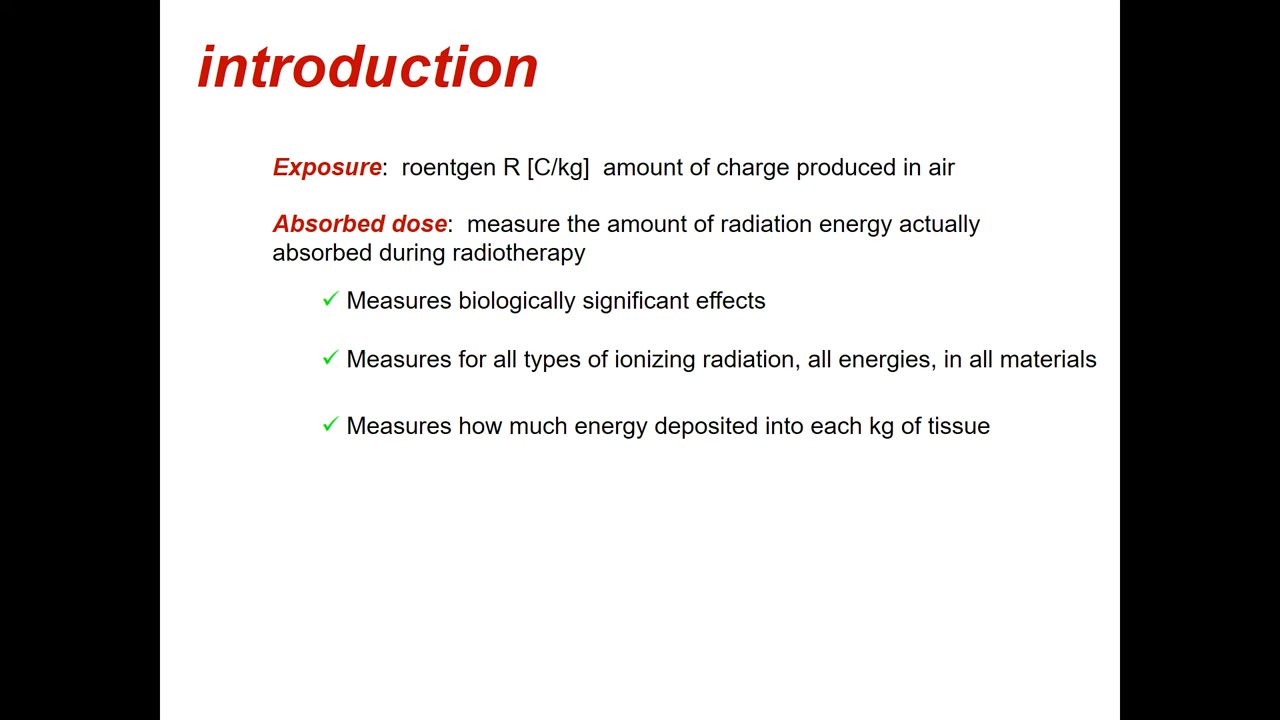 introduction
Exposure: roentgen R [C/kg] amount of charge produced in air
Absorbed dose: measure the amount of radiation energy actually
absorbed during radiotherapy
✓ Measures biologically significant effects
✓ Measures for all types of ionizing radiation, all energies, in all materials
✓ Measures how much energy deposited into each kg of tissue